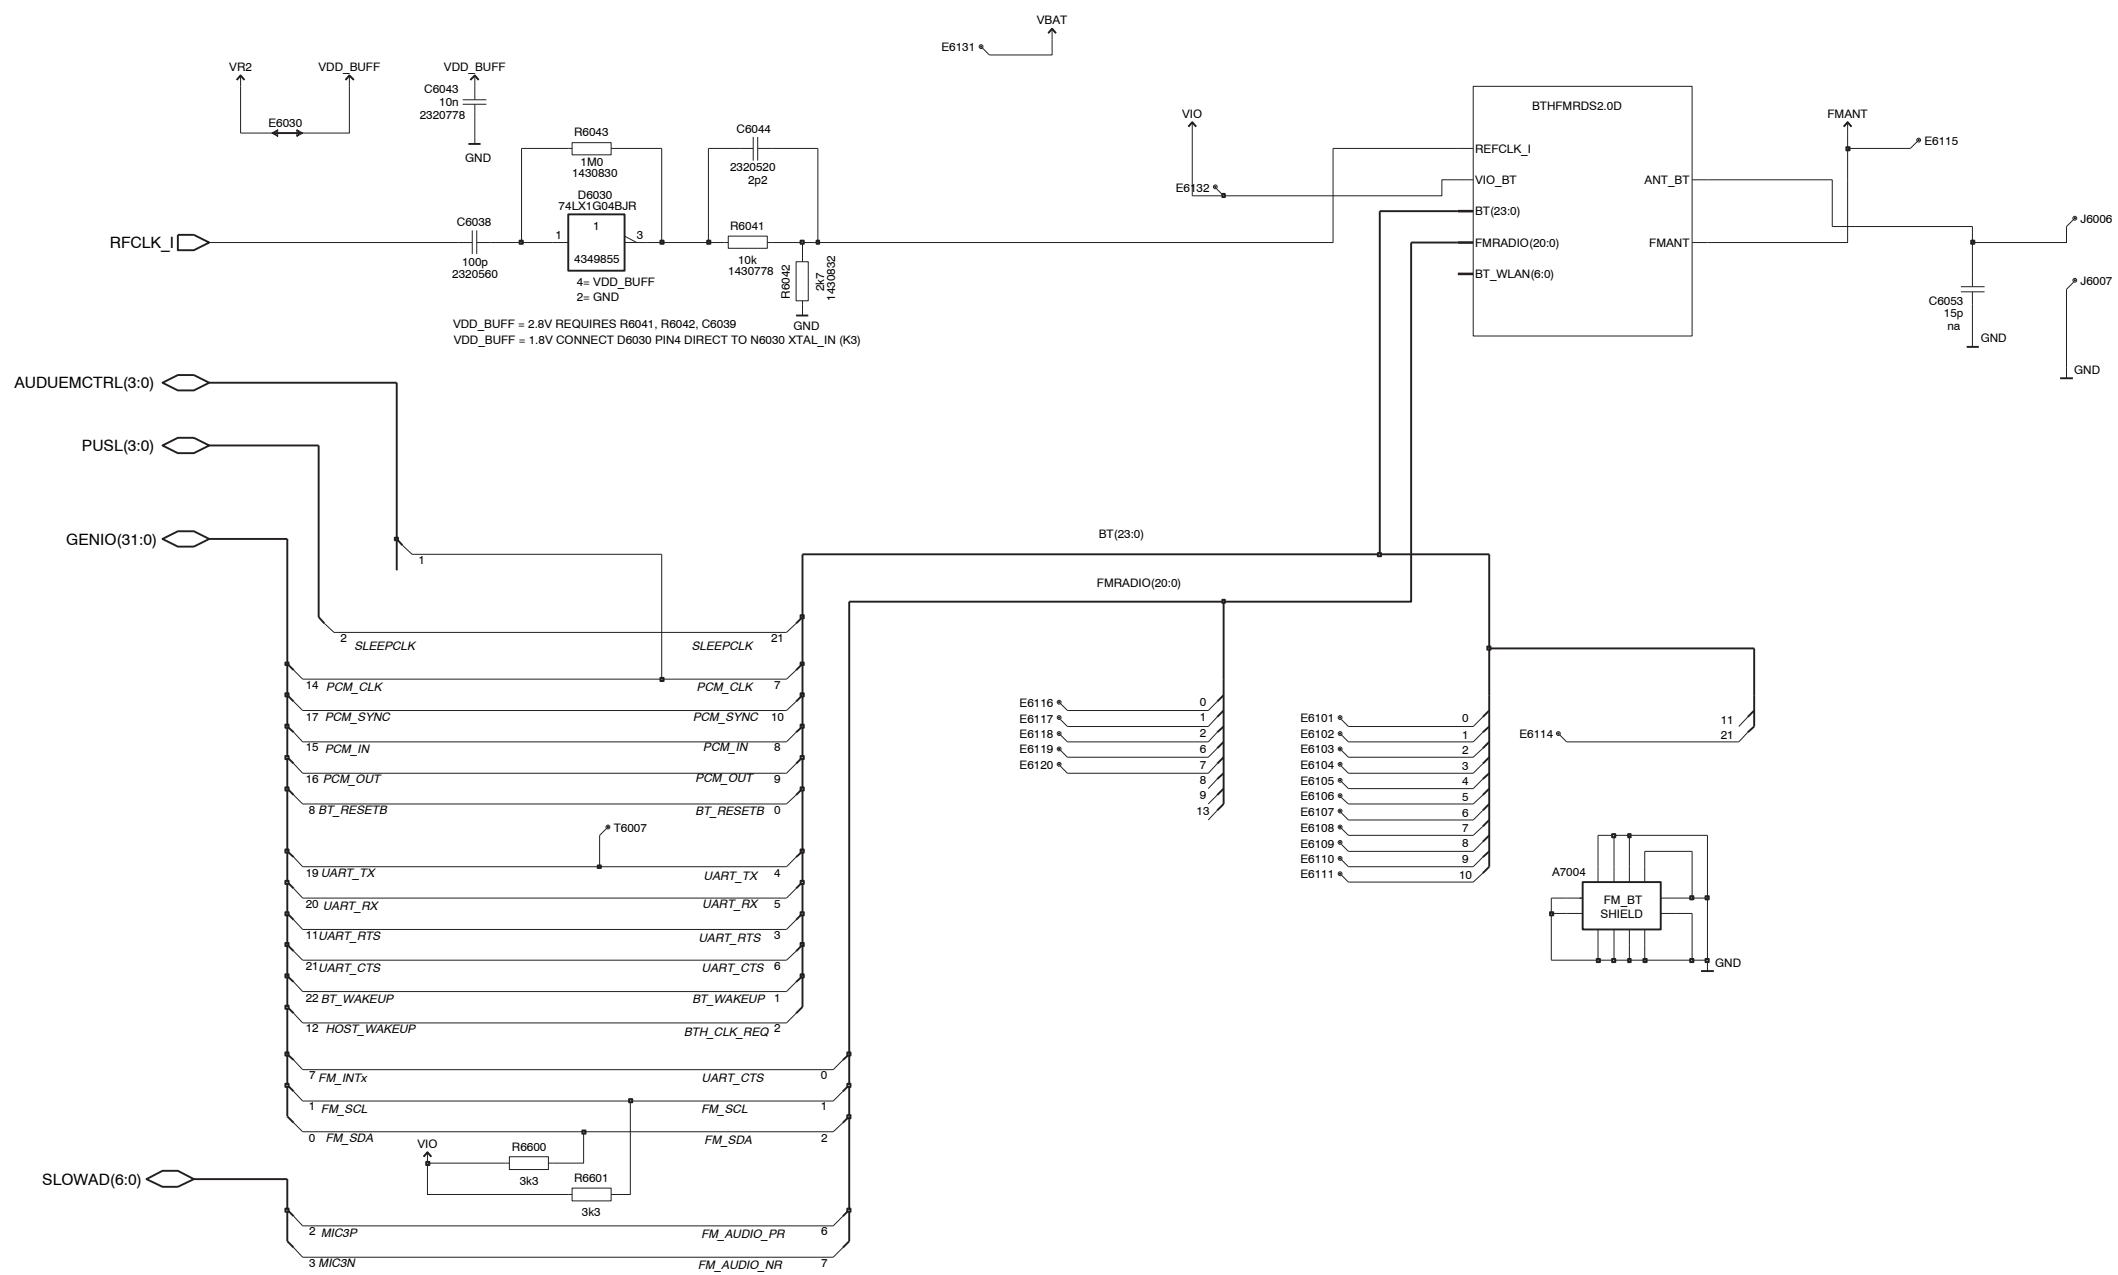 VBAT
E6131
VR2
VDD_BUFF
VDD_BUFF
C6043
10n
2320778
GND
E6030
R6043
1M0
1430830
C6044
2320520
2p2
D6030
74LX1G04BJR
1
1
3
4349855
4= VDD_BUFF
2= GND
RFCLK_I
C6038
100p
2320560
R6041
10k
1430778
R6042
2k7
1430832
GND
VDD_BUFF = 2.8V REQUIRES R6041, R6042, C6039
VDD_BUFF = 1.8V CONNECT D6030 PIN4 DIRECT TO N6030 XTAL_IN (K3)
VIO
E6132
BTHFMRDS2.0D
REFCLK_I
VIO_BT
BT(23:0)
FMRADIO(20:0)
BT_WLAN(6:0)
ANT_BT
FMANT
FMANT
E6115
J6006
J6007
C6053
15p
na
GND
GND
AUDUEMCTRL(3:0)
PUSL(3:0)
GENIO(31:0)
1
BT(23:0)
FMRADIO(20:0)
2 SLEEPCLK
SLEEPCLK 21
14 PCM_CLK
PCM_CLK 7
17 PCM_SYNC
PCM_SYNC 10
15 PCM_IN
PCM_IN 8
16 PCM_OUT
PCM_OUT 9
8 BT_RESETB
BT_RESETB 0
T6007
19 UART_TX
UART_TX 4
20 UART_RX
UART_RX 5
11 UART_RTS
UART_RTS 3
21 UART_CTS
UART_CTS 6
22 BT_WAKEUP
BT_WAKEUP 1
12 HOST_WAKEUP
BTH_CLK_REQ 2
7 FM_INTx
UART_CTS 0
1 FM_SCL
FM_SCL 1
0 FM_SDA
FM_SDA 2
VIO
R6600
3k3
R6601
3k3
SLOWAD(6:0)
2 MIC3P
FM_AUDIO_PR 6
3 MIC3N
FM_AUDIO_NR 7
E6116 0
E6117 1
E6118 2
E6119 6
E6120 7
8
9
13
E6101 0
E6102 1
E6103 2
E6104 3
E6105 4
E6106 5
E6107 6
E6108 7
E6109 8
E6110 9
E6111 10
11
E6114 21
A7004
FM_BT
SHIELD
GND